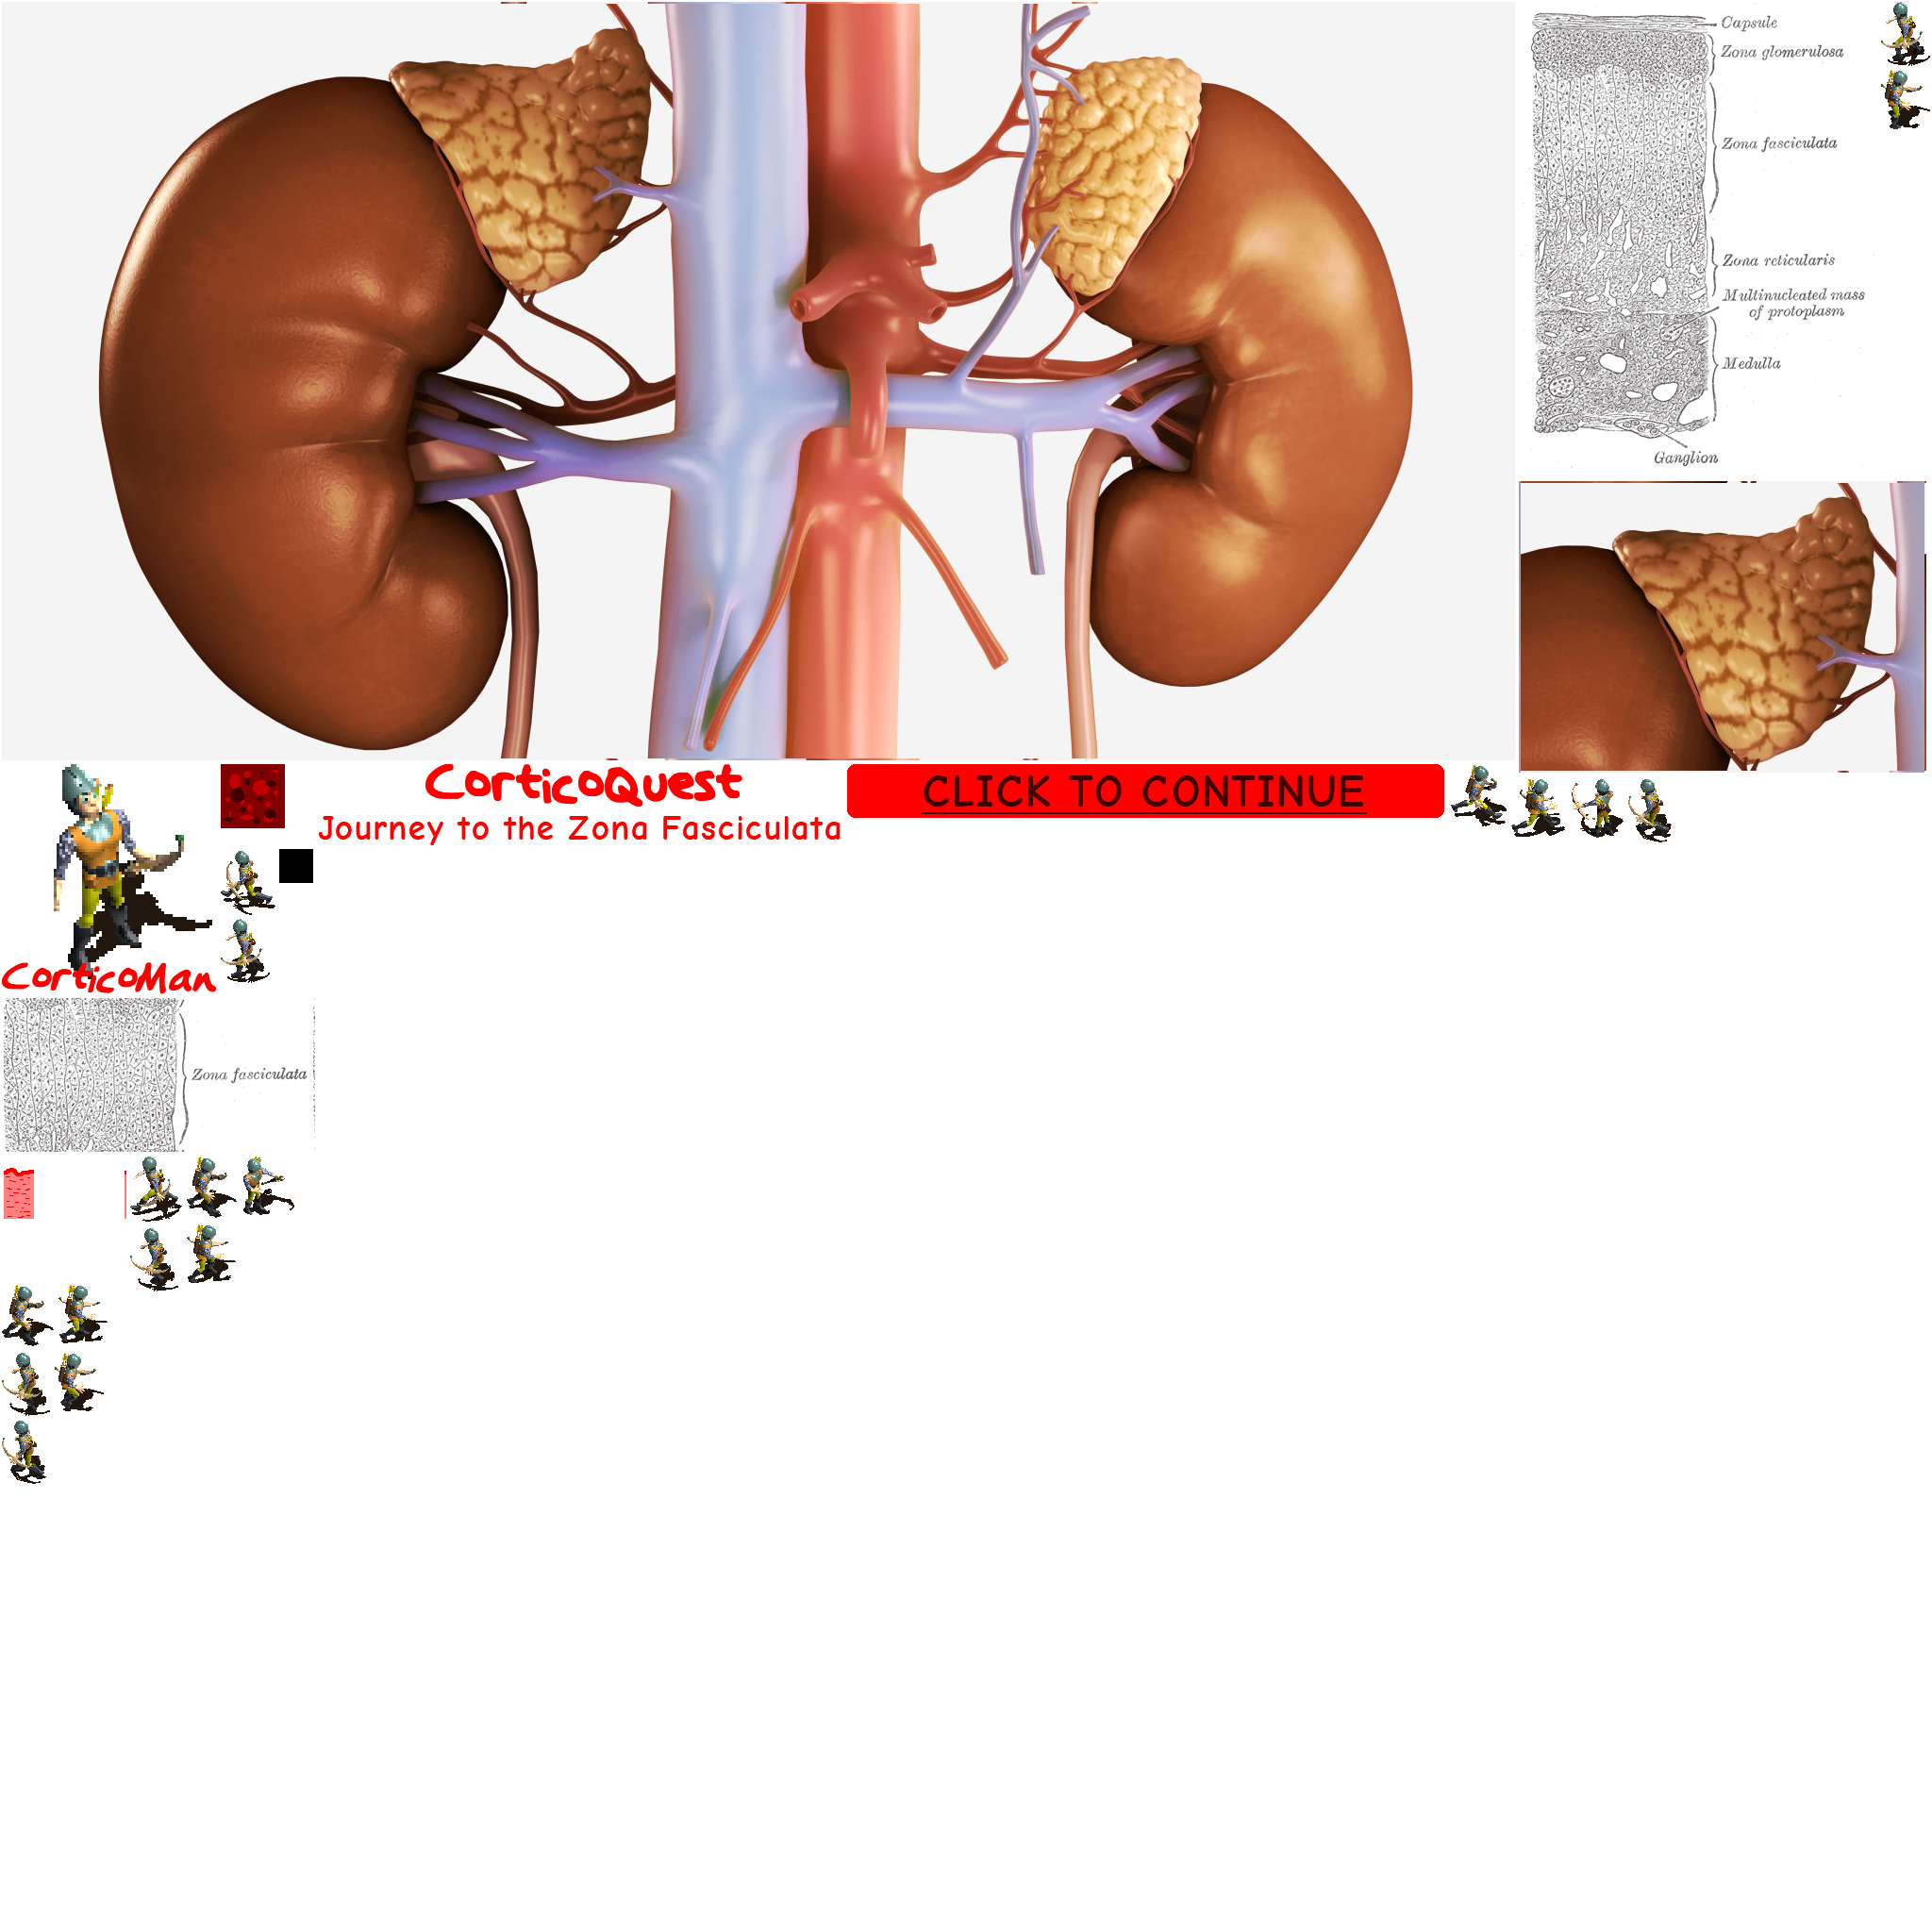 Capsule
Zona glomerulosa
Zona fasciculata
Zona reticularis
Multinucleated mass
of protoplasm
Medulla
Ganglion
CorticoQuest
Journey to the Zona Fasciculata
CLICK TO CONTINUE
CorticoMan
Zona fasciculata